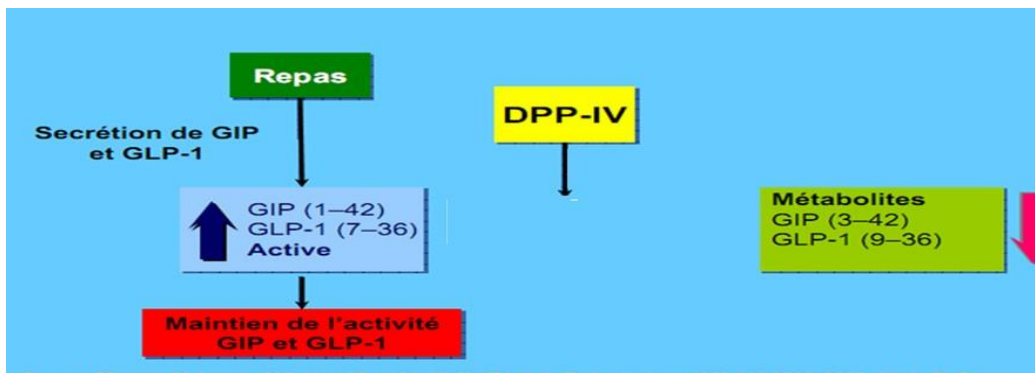 Repas
DPP-IV
Secrétion de GIP
et GLP-1
GIP (1–42)
GLP-1 (7–36)
Active
Métabolites
GIP (3–42)
GLP-1 (9–36)
Maintien de l'activité
GIP et GLP-1